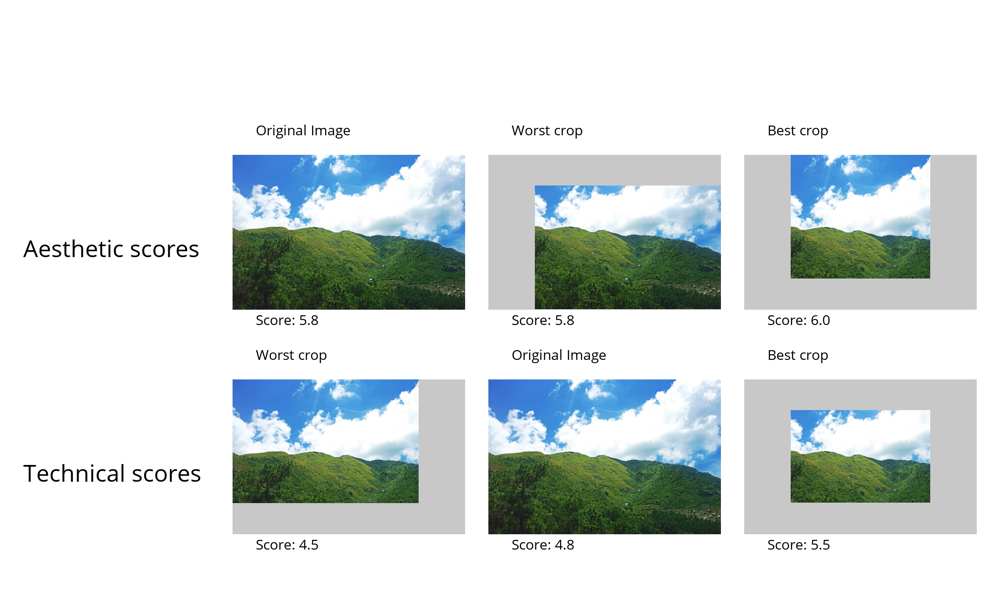 Original Image
Worst crop
Best crop
Aesthetic scores
Score: 5.8
Score: 5.8
Score: 6.0
Worst crop
Original Image
Best crop
Technical scores
Score: 4.5
Score: 4.8
Score: 5.5